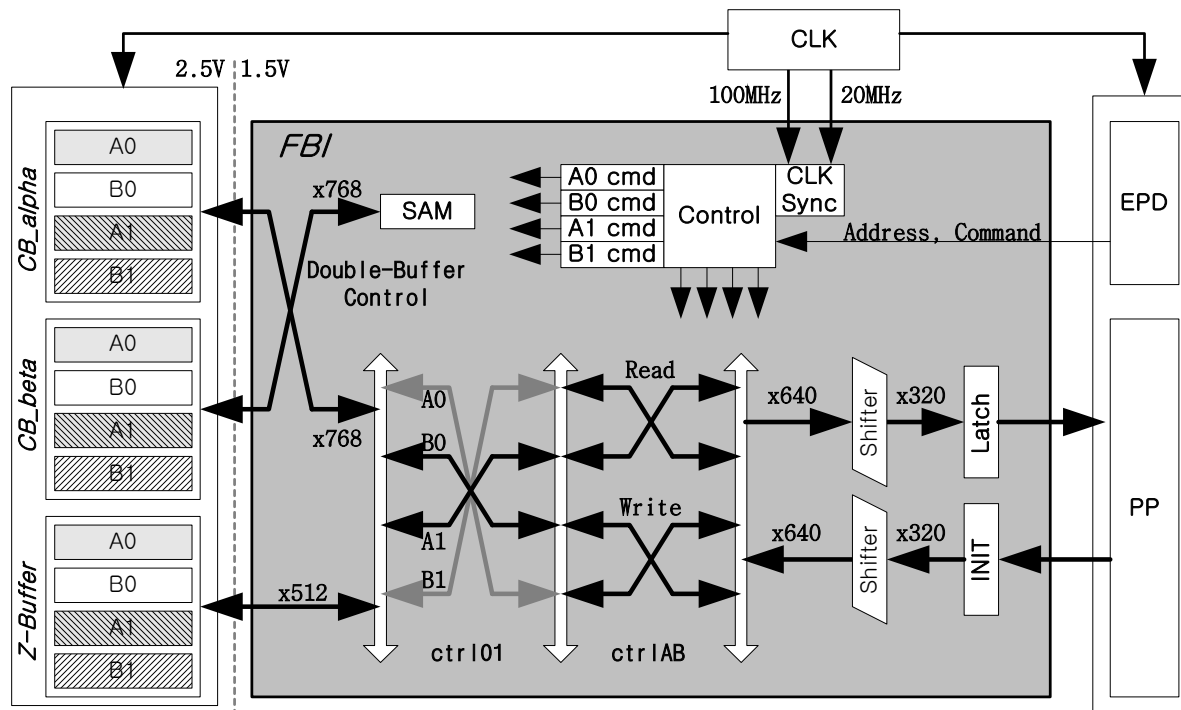 CLK
2.5V
1.5V
100MHz
20MHz
CB_alpha
A0
B0
A1
B1
CB_beta
A0
B0
A1
B1
Z-Buffer
A0
B0
A1
B1
FBI
x768
SAM
Double-Buffer
Control
x768
x512
A0 cmd
B0 cmd
A1 cmd
B1 cmd
Control
CLK
Sync
Address, Command
EPD
A0
B0
A1
B1
ctrl01
Read
Write
ctrlAB
x640
Shifter
x320
Latch
x640
Shifter
x320
INIT
PP